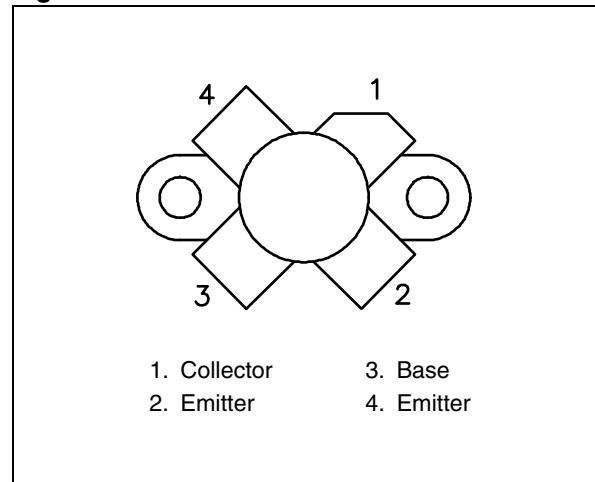 4
1
3
2
1. Collector
3. Base
2. Emitter
4. Emitter